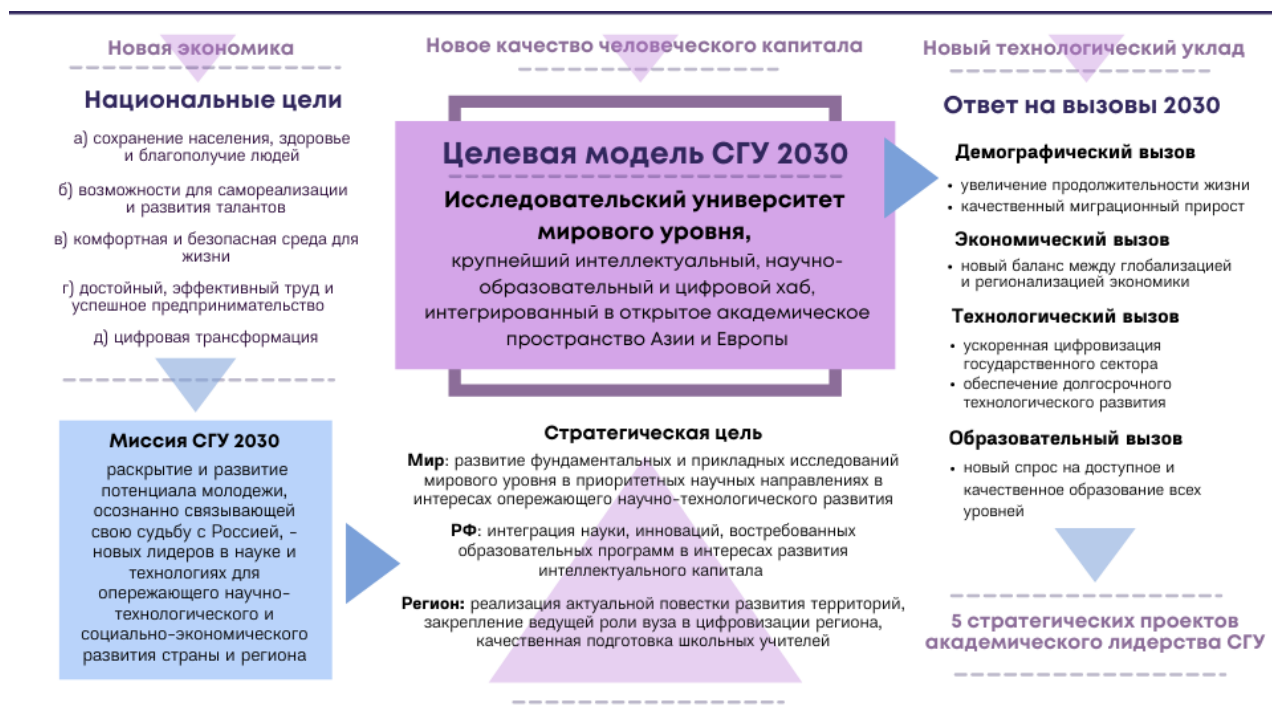 Новая экономика
Национальные цели
а) сохранение населения, здоровье
и благополучие людей
б) возможности для самореализации
и развития талантов
в) комфортная и безопасная среда для
жизни
г) достойный, эффективный труд и
успешное предпринимательство
д) цифровая трансформация
Миссия СГУ 2030
раскрытие и развитие
потенциала молодежи,
осознанно связывающей
свою судьбу с Россией, -
новых лидеров в науке и
технологиях для
опережающего научно-
технологического и
социально-экономического
развития страны и региона
Новое качество человеческого капитала
Целевая модель СГУ 2030
Исследовательский университет
мирового уровня,
крупнейший интеллектуальный, научно-
образовательный и цифровой хаб,
интегрированный в открытое академическое
пространство Азии и Европы
Стратегическая цель
Мир: развитие фундаментальных и прикладных исследований
мирового уровня в приоритетных научных направлениях в
интересах опережающего научно-технологического развития
РФ: интеграция науки, инноваций, востребованных
образовательных программ в интересах развития
интеллектуального капитала
Регион: реализация актуальной повестки развития территорий,
закрепление ведущей роли вуза в цифровизации региона,
качественная подготовка школьных учителей
Новый технологический уклад
Ответ на вызовы 2030
Демографический вызов
• увеличение продолжительности жизни
• качественный миграционный прирост
Экономический вызов
• новый баланс между глобализацией
и регионализацией экономики
Технологический вызов
• ускоренная цифровизация
государственного сектора
• обеспечение долгосрочного
технологического развития
Образовательный вызов
• новый спрос на доступное и
качественное образование всех
уровней
5 стратегических проектов
академического лидерства СГУ